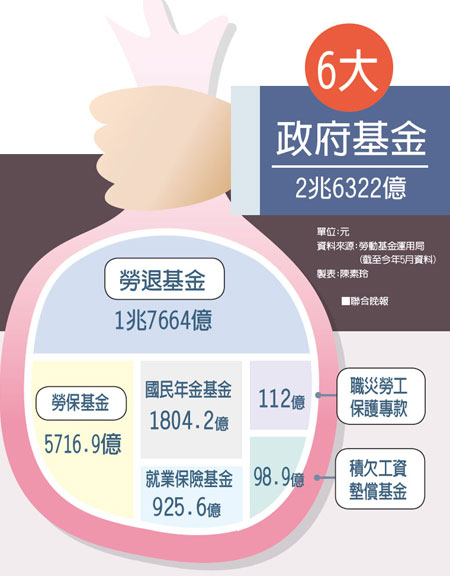 6大
政府基金
2兆6322億
單位:元
資料來源:勞動基金運用局
(截至今年5月資料)
製表:陳素玲
■聯合晚報
勞退基金
1兆7664億
勞保基金
5716.9億
國民年金基金
1804.2億
就業保險基金
925.6億
112億
職災勞工
保護專款
98.9億
積欠工資
墊償基金